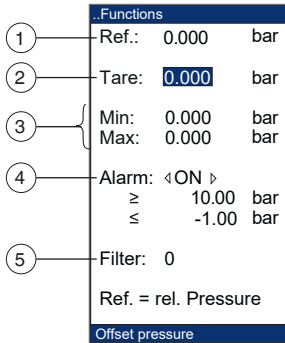 ..Functions
1 Ref.: 0.000 bar
2 Tare: 0.000 bar
3 Min: 0.000 bar
Max: 0.000 bar
4 Alarm: ◁ON ▷
≥ 10.00 bar
≤ -1.00 bar
5 Filter: 0
Ref. = rel. Pressure
Offset pressure